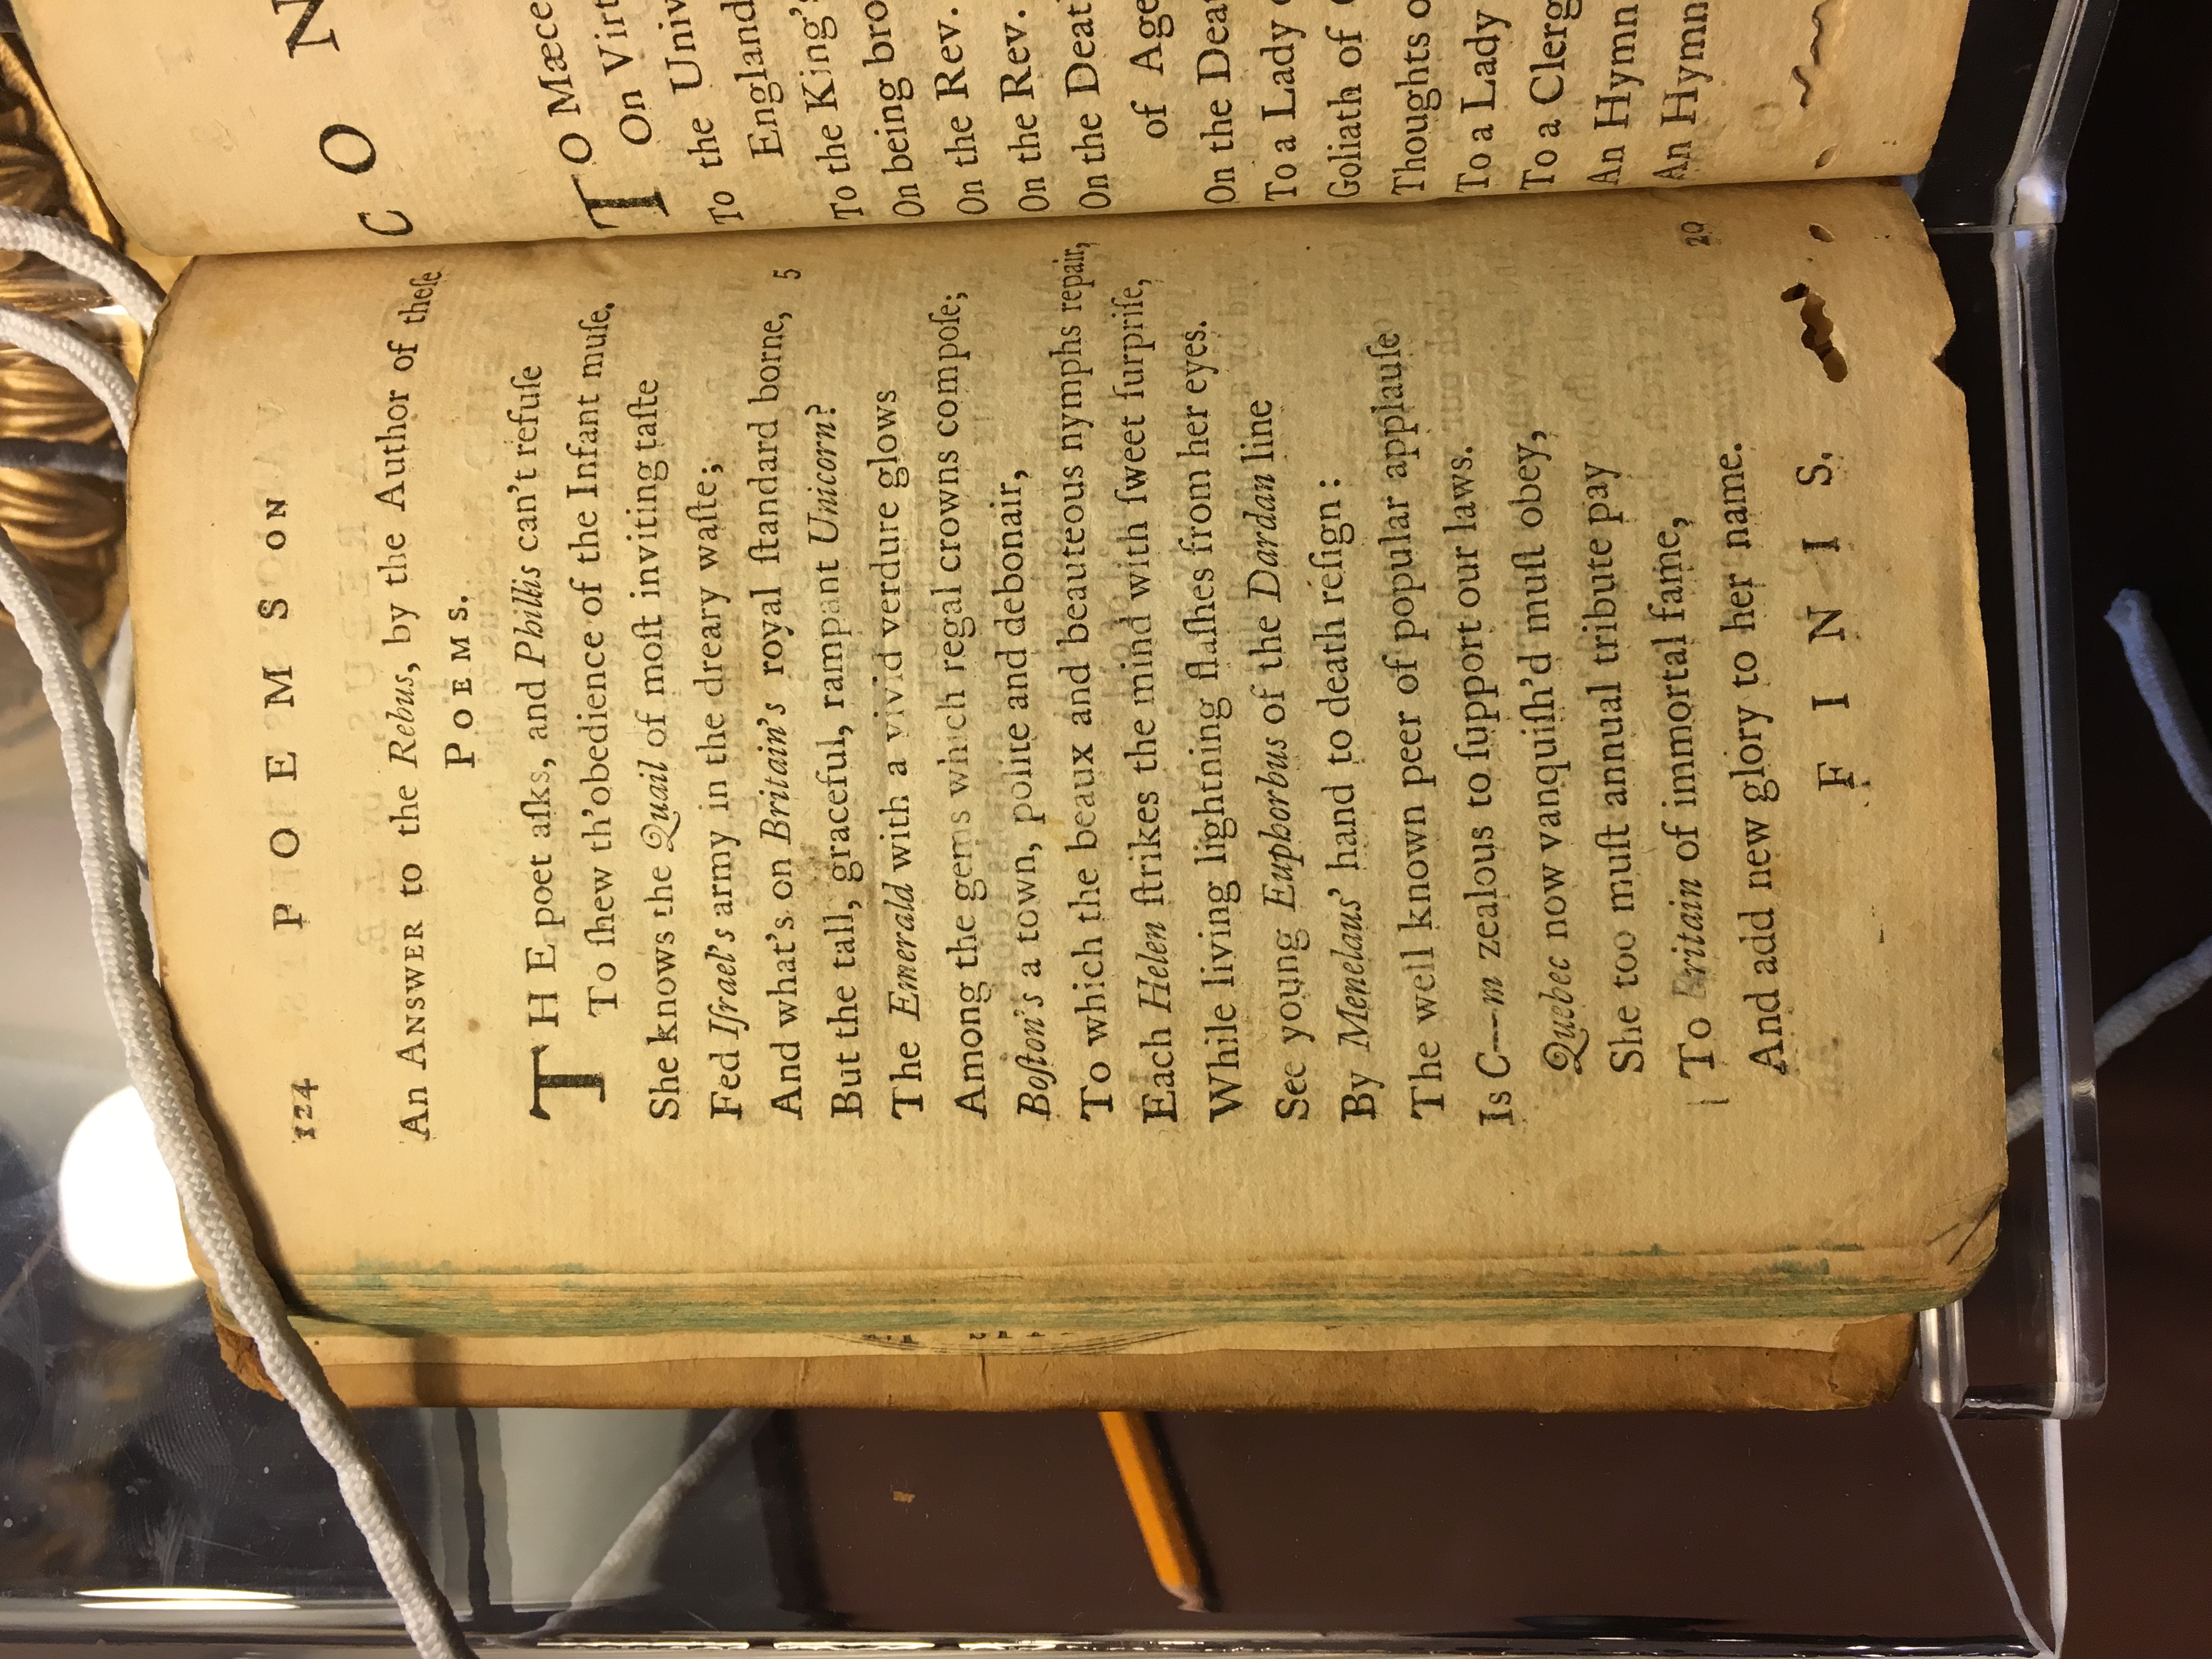 124 POEMS ON
An ANSWER to the Rebus, by the Author of theſe
POEMS.
THE poet aſks, and Phillis can't refuſe
To ſhew th'obedience of the Infant muſe.
She knows the Quail of moſt inviting taſte
Fed Iſrael's army in the dreary waſte;
And what's on Britain's royal ſtandard borne, 5
But the tall, graceful, rampant Unicorn?
The Emerald with a vivid verdure glows
Among the gems which regal crowns compoſe;
Boſton's a town, polite and debonair,
To which the beaux and beauteous nymphs repair,
Each Helen ſtrikes the mind with ſweet ſurpriſe,
While living lightning flaſhes from her eyes.
See young Euphorbus of the Dardan line
By Menelaus' hand to death reſign:
The well known peer of popular applauſe
Is C—m zealous to ſupport our laws.
Quebec now vanquiſh'd muſt obey,
She too muſt annual tribute pay
To Britain of immortal fame,
And add new glory to her name. 20
FINIS.
CON
TO Mæce
On Virt
To the Univ
England
To the King's
On being bro
On the Rev.
On the Rev.
On the Deat
of Age
On the Deat
To a Lady
Goliath of
Thoughts o
To a Lady
To a Clerg
An Hymn
An Hymn